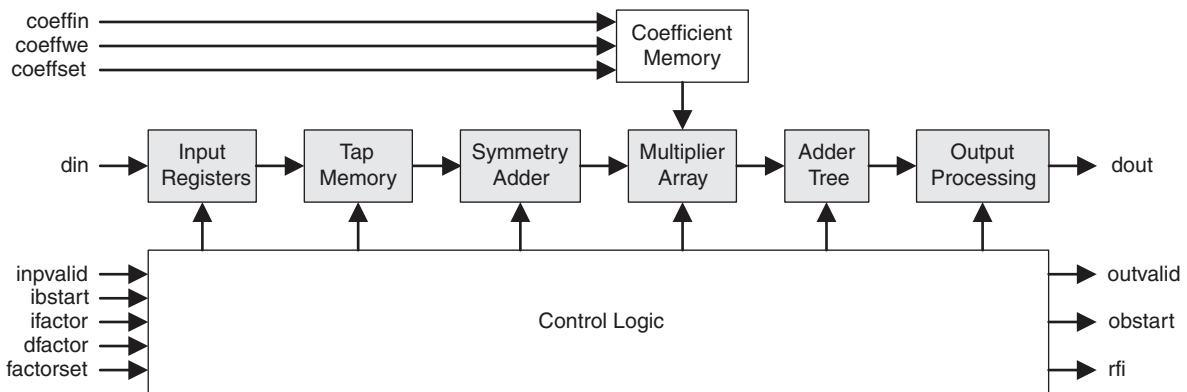 coeffin
coeffwe
coeffset
Coefficient
Memory
din
Input
Registers
Tap
Memory
Symmetry
Adder
Multiplier
Array
Adder
Tree
Output
Processing
dout
inpvalid
ibstart
ifactor
dfactor
factorset
Control Logic
outvalid
obstart
rfi